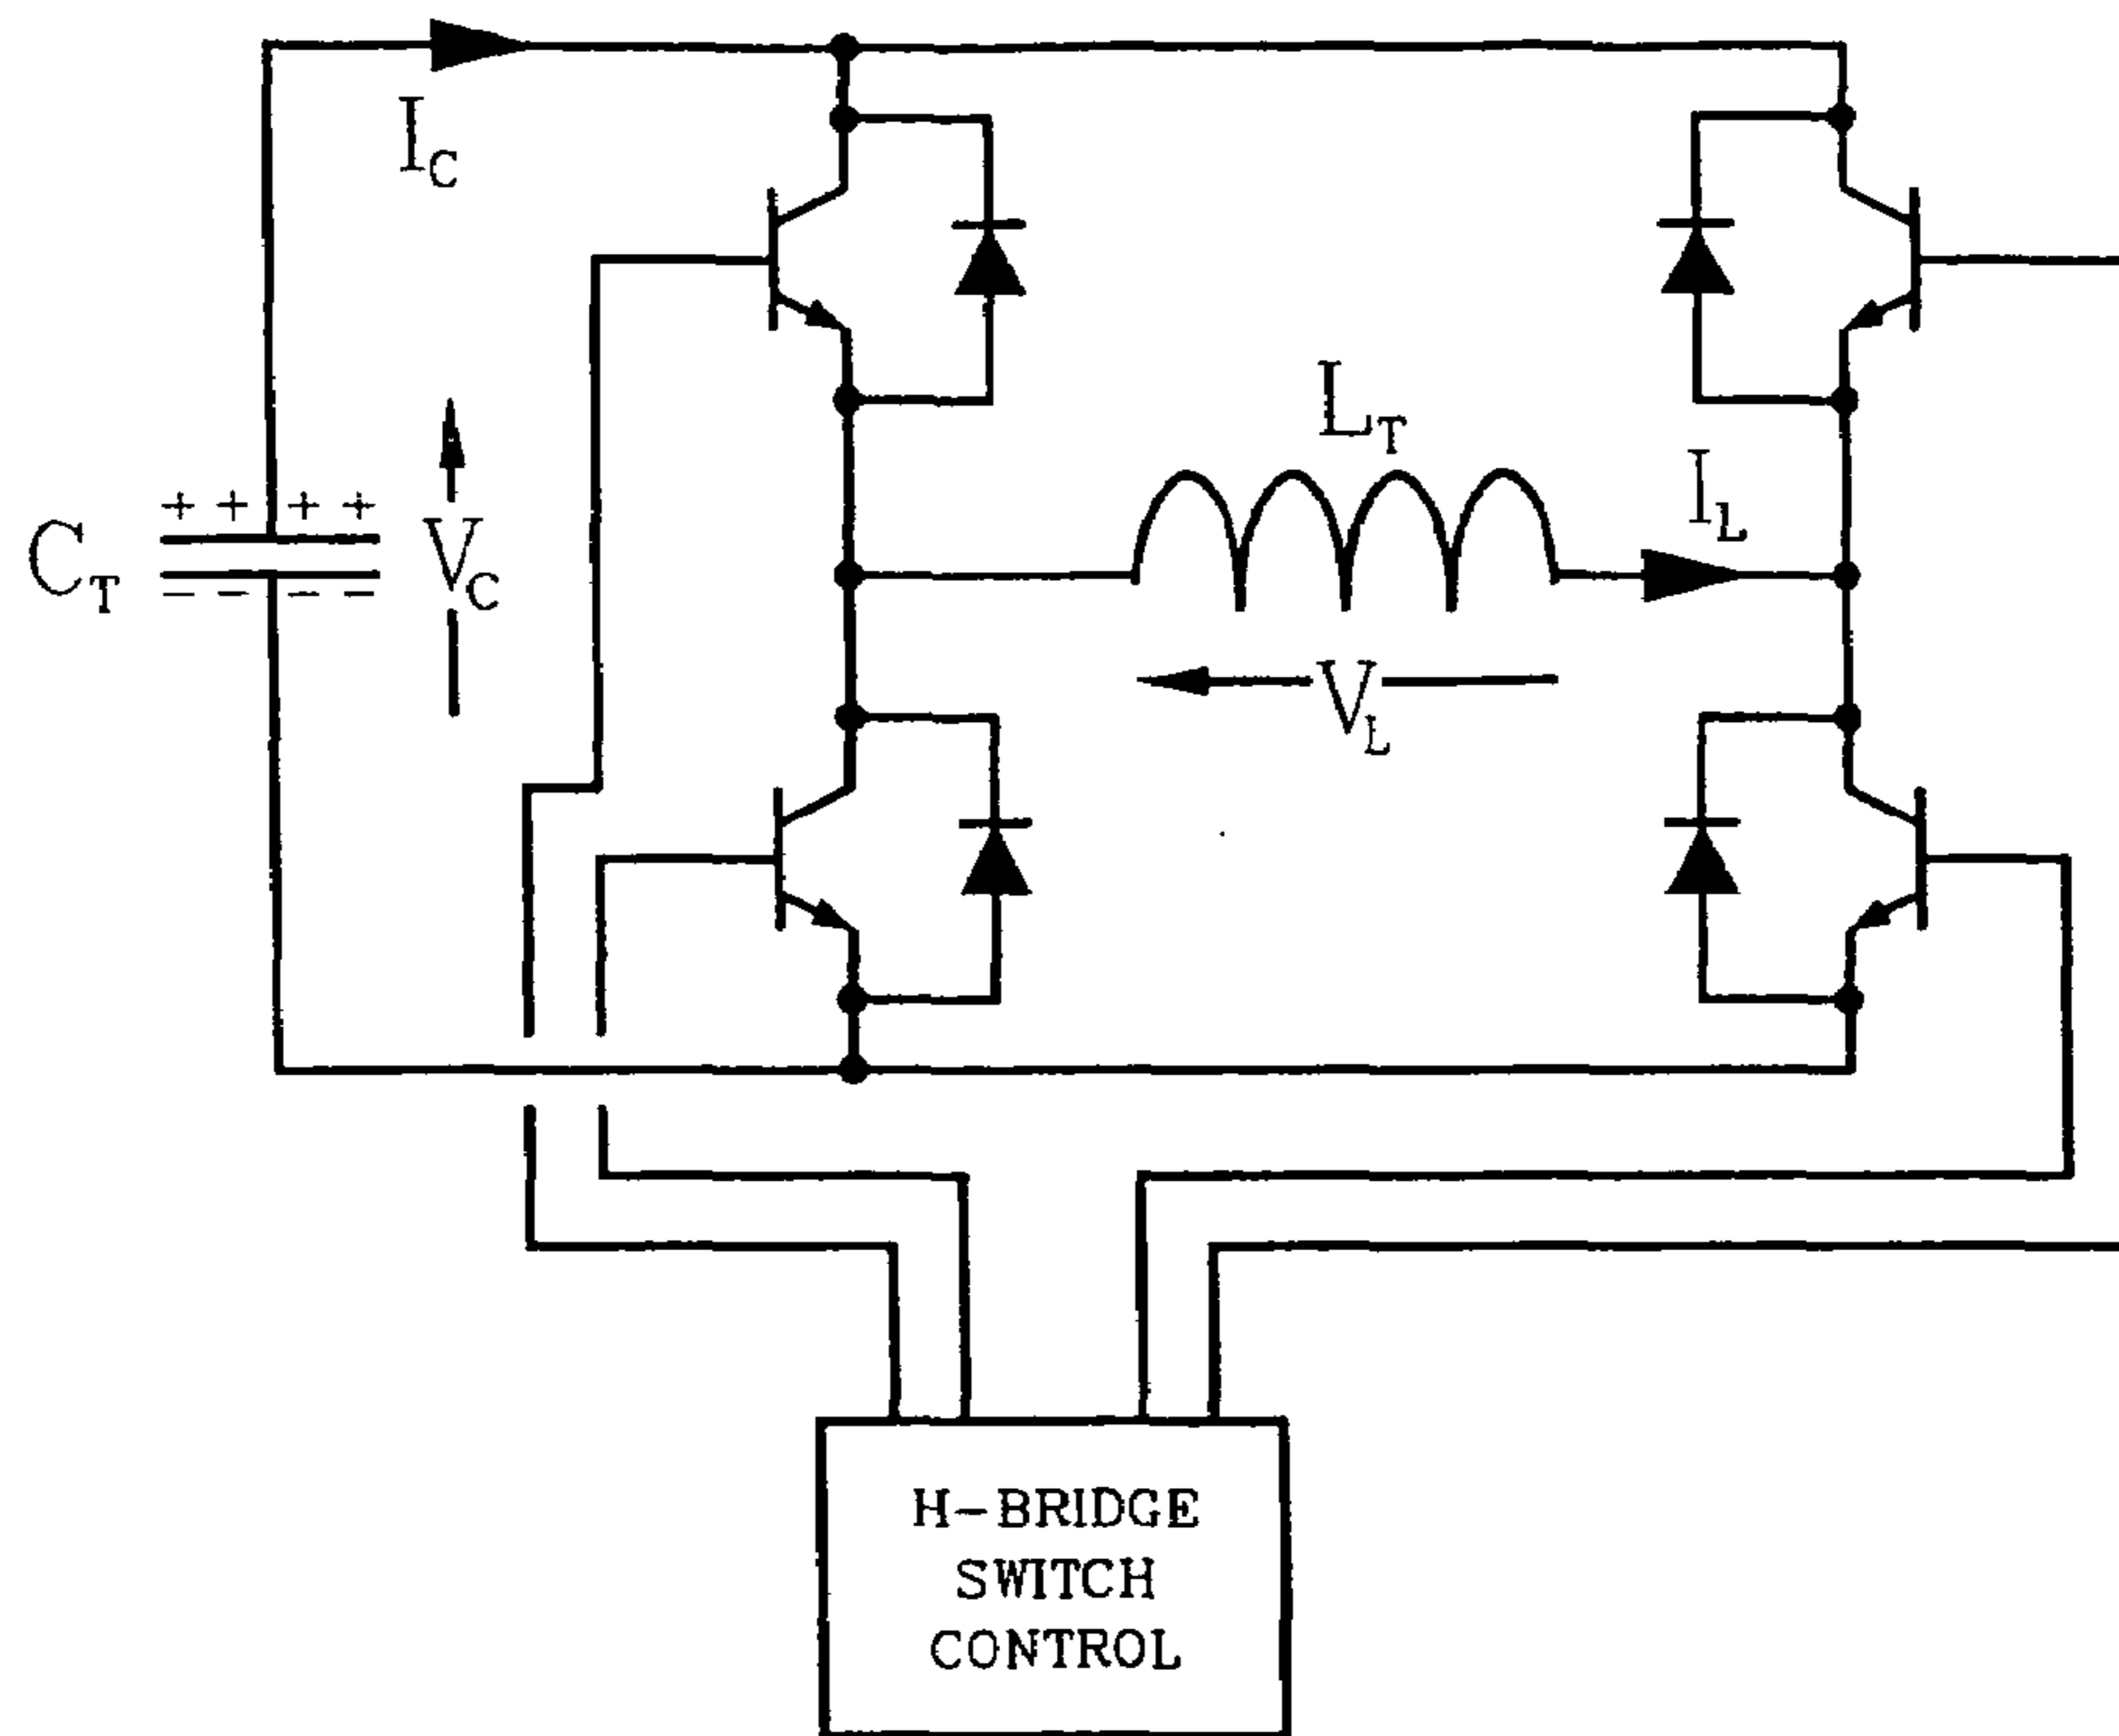 I_C
L_T
I_L
+ + + +
C_T
V_C
− − − −
V_L
H-BRIDGE
SWITCH
CONTROL